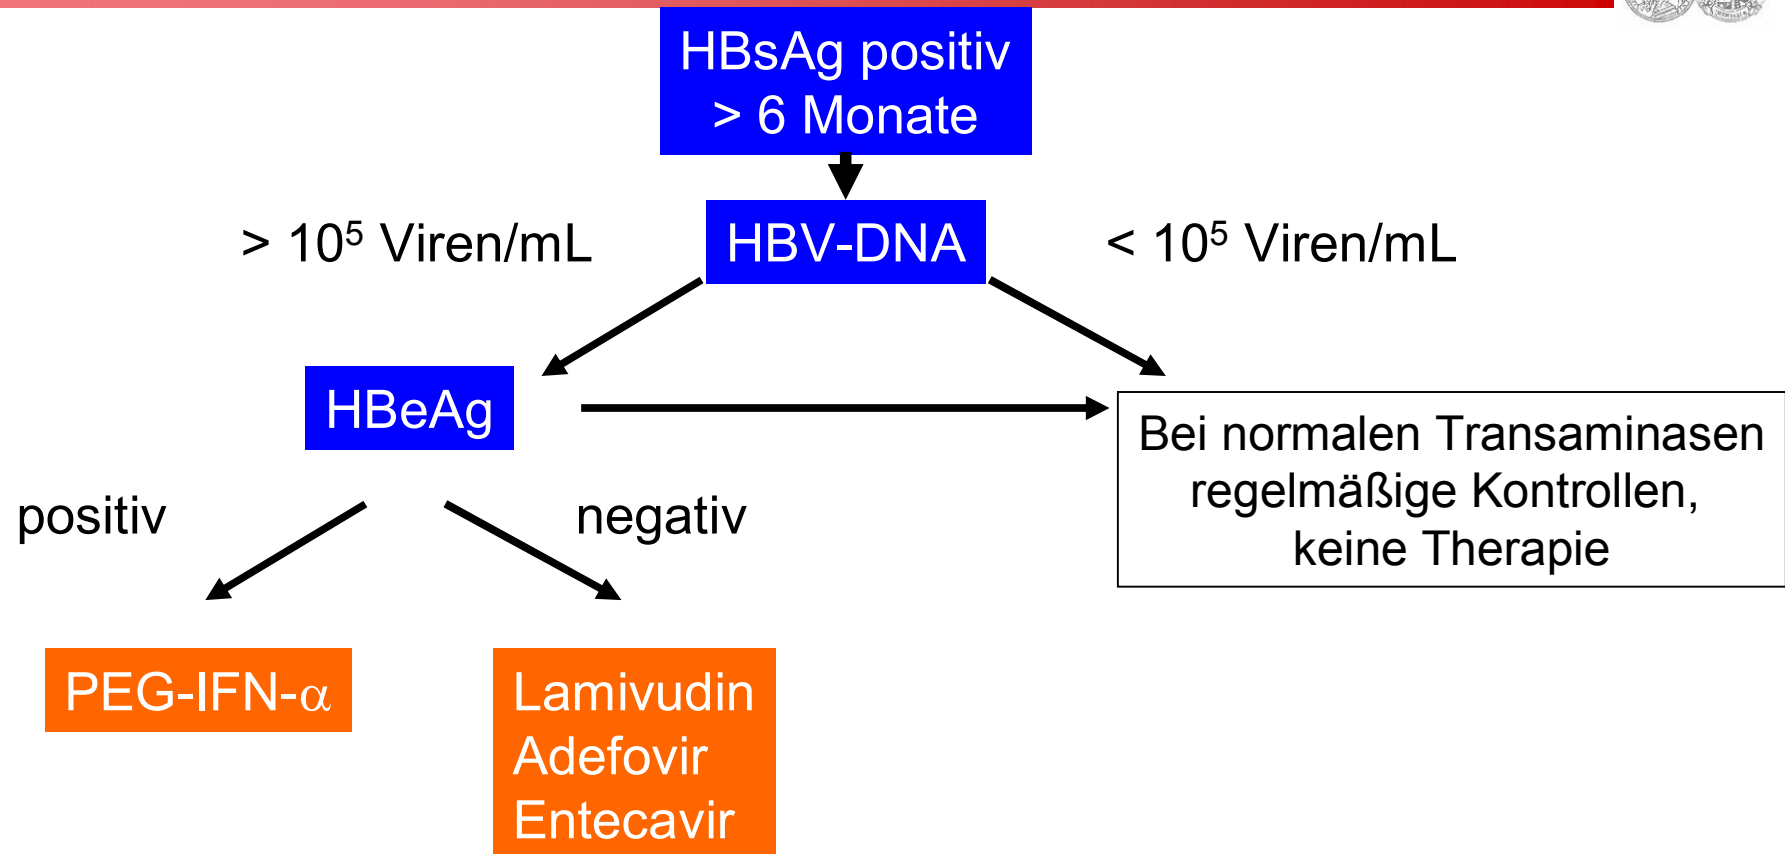 HBsAg positiv
> 6 Monate
> 10⁵ Viren/mL
HBV-DNA
< 10⁵ Viren/mL
HBeAg
Bei normalen Transaminasen
regelmäßige Kontrollen,
keine Therapie
positiv
negativ
PEG-IFN-α
Lamivudin
Adefovir
Entecavir